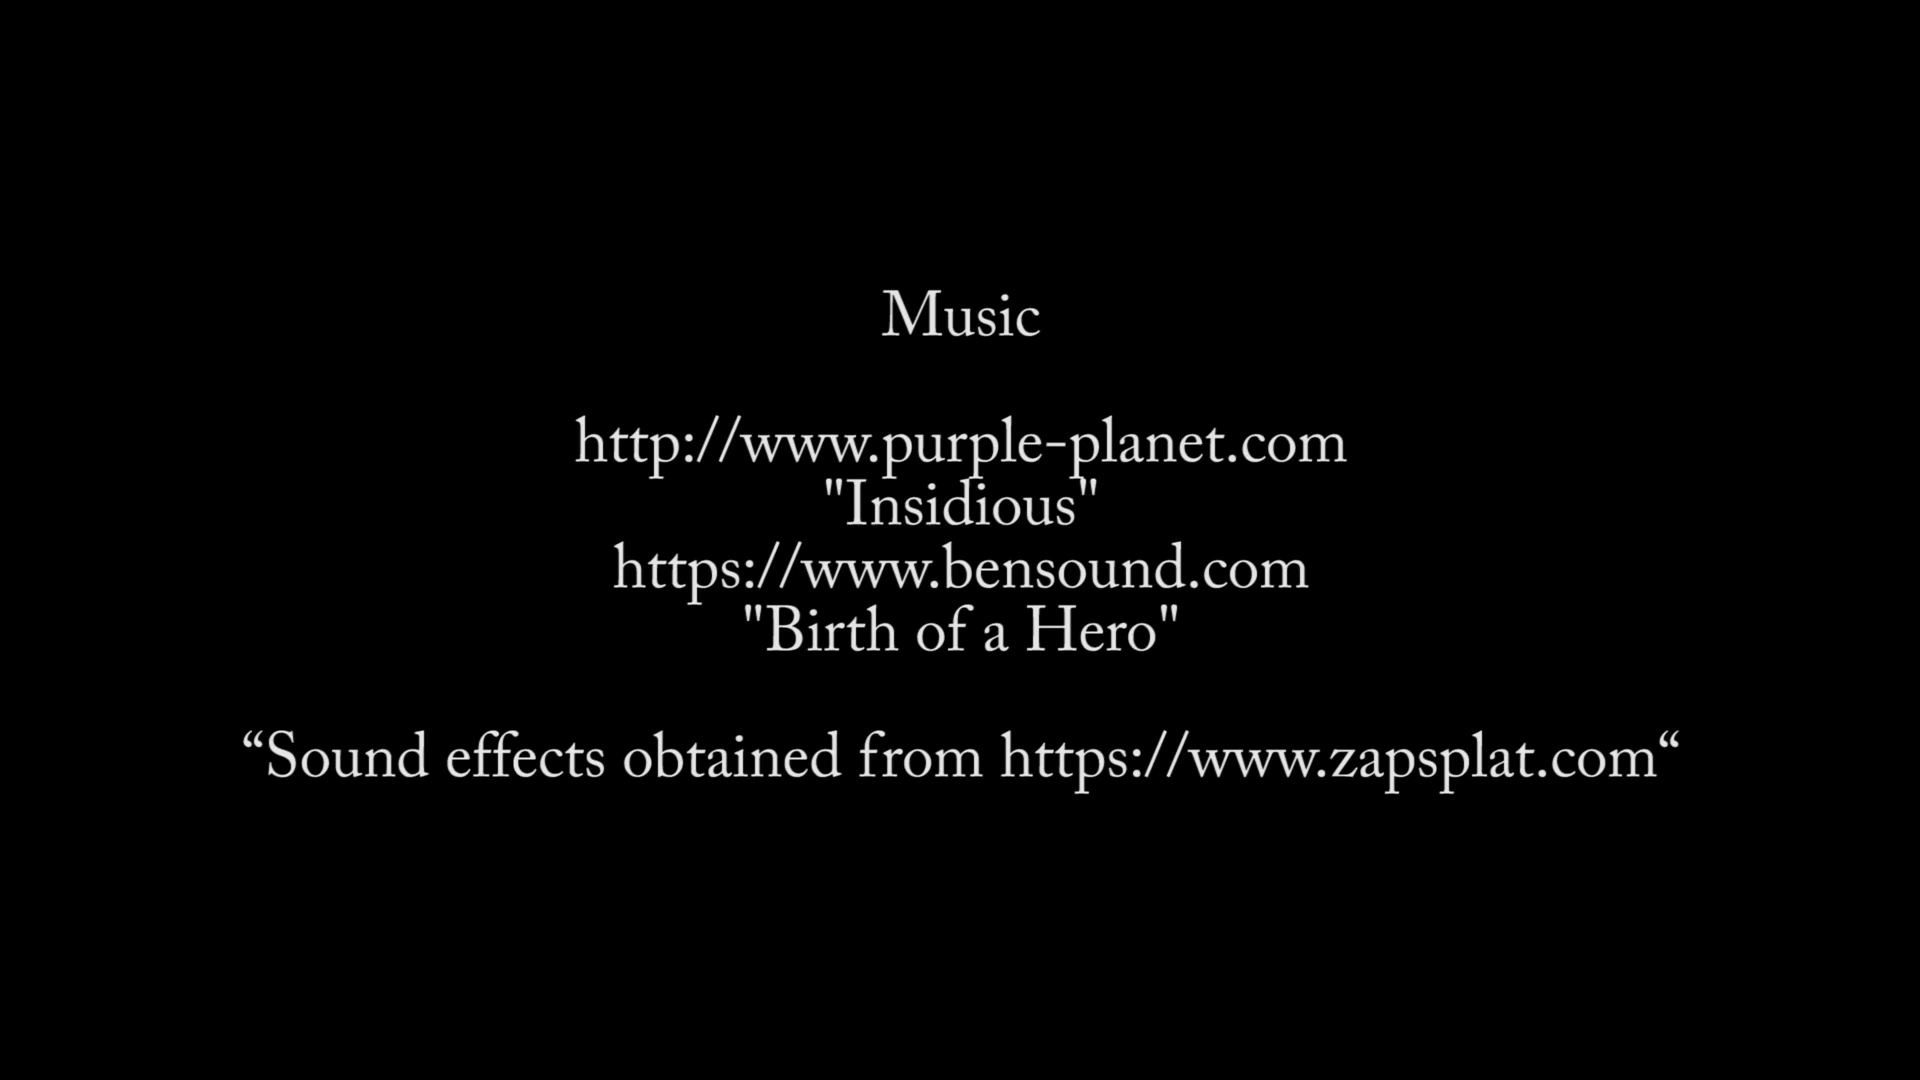 Music
http://www.purple-planet.com
"Insidious"
https://www.bensound.com
"Birth of a Hero"
“Sound effects obtained from https://www.zapsplat.com“